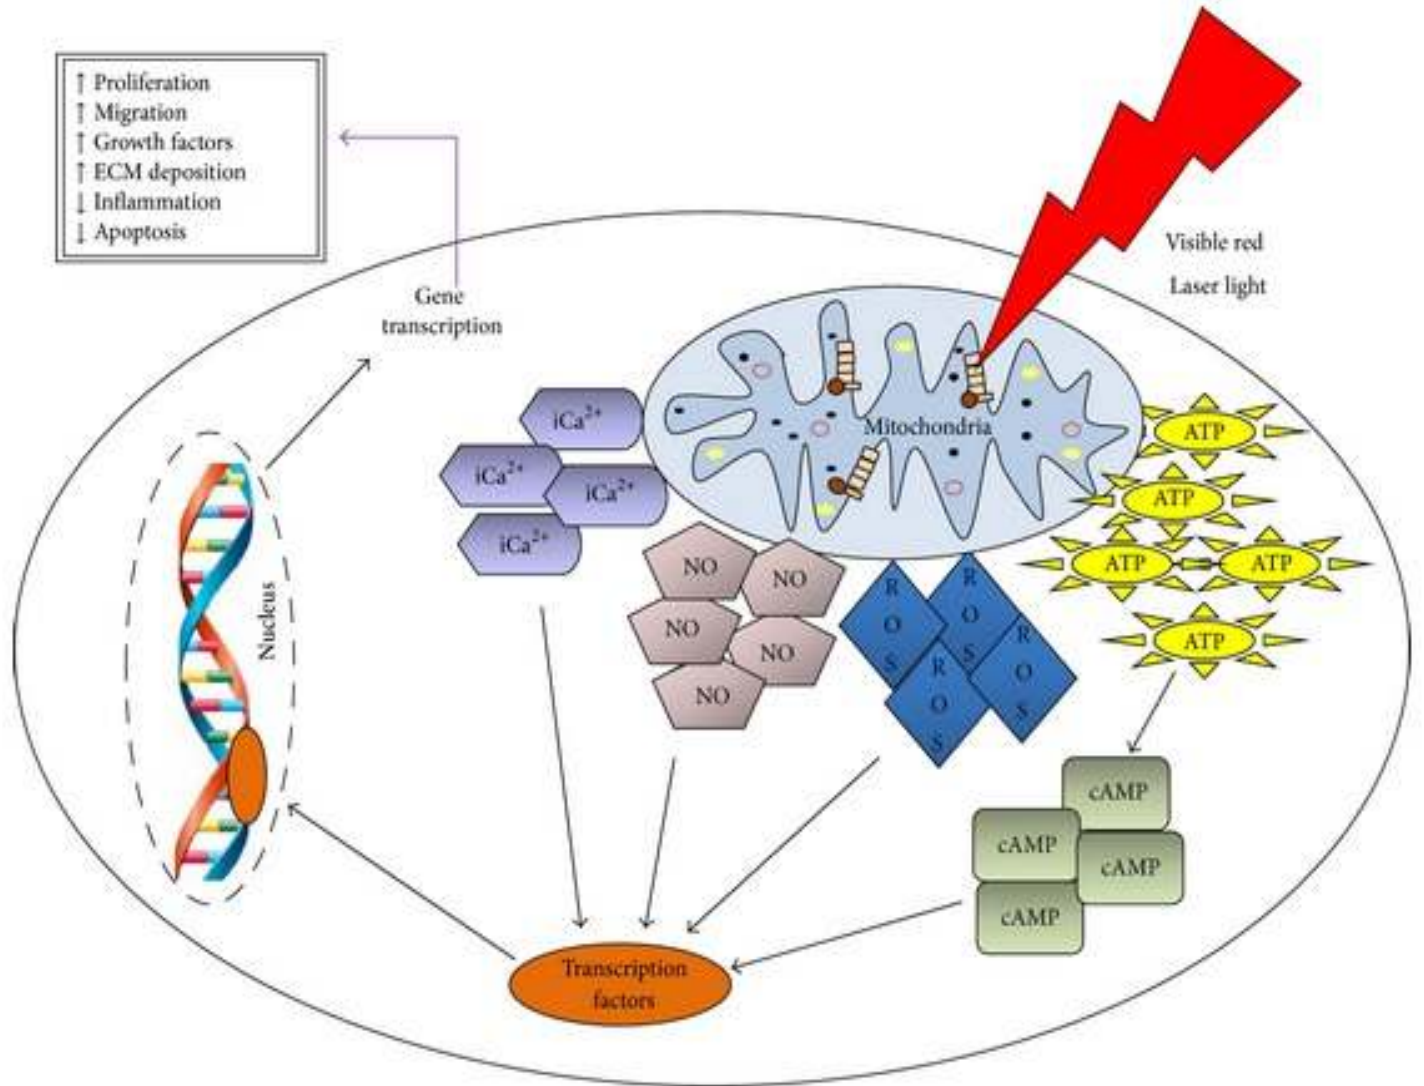 ↑ Proliferation
↑ Migration
↑ Growth factors
↑ ECM deposition
↓ Inflammation
↓ Apoptosis
Visible red
Laser light
Gene
transcription
Mitochondria
iCa²⁺
iCa²⁺
iCa²⁺
iCa²⁺
ATP
ATP
ATP
ATP
ATP
NO
NO
NO
NO
NO
ROS
ROS
ROS
ROS
Nucleus
cAMP
cAMP
cAMP
cAMP
Transcription
factors